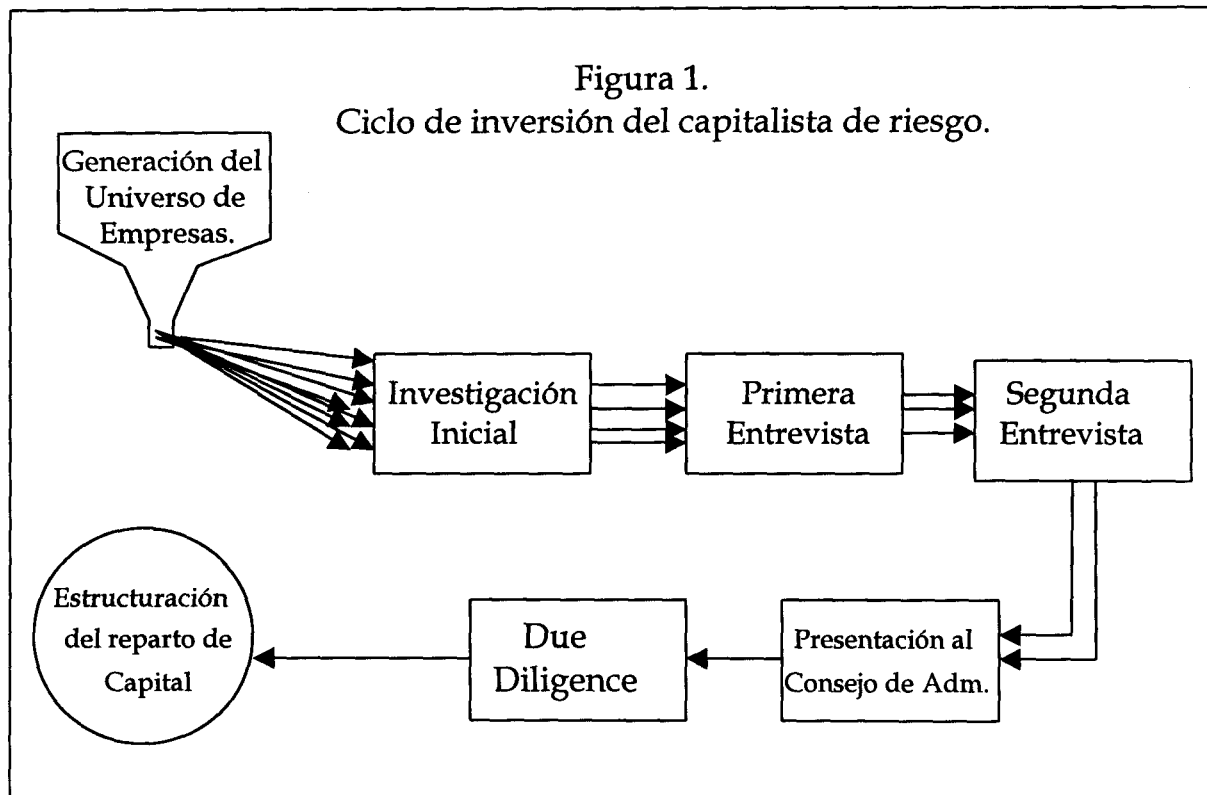 Figura 1.
Ciclo de inversión del capitalista de riesgo.
Generación del
Universo de
Empresas.
Investigación
Inicial
Primera
Entrevista
Segunda
Entrevista
Presentación al
Consejo de Adm.
Due
Diligence
Estructuración
del reparto de
Capital